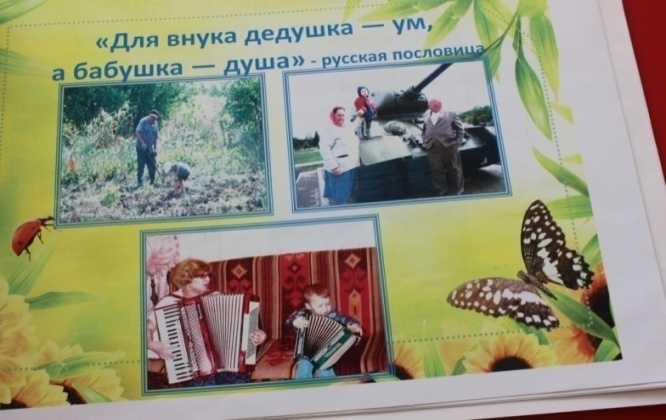 «Для внука дедушка — ум,
а бабушка — душа» - русская пословица